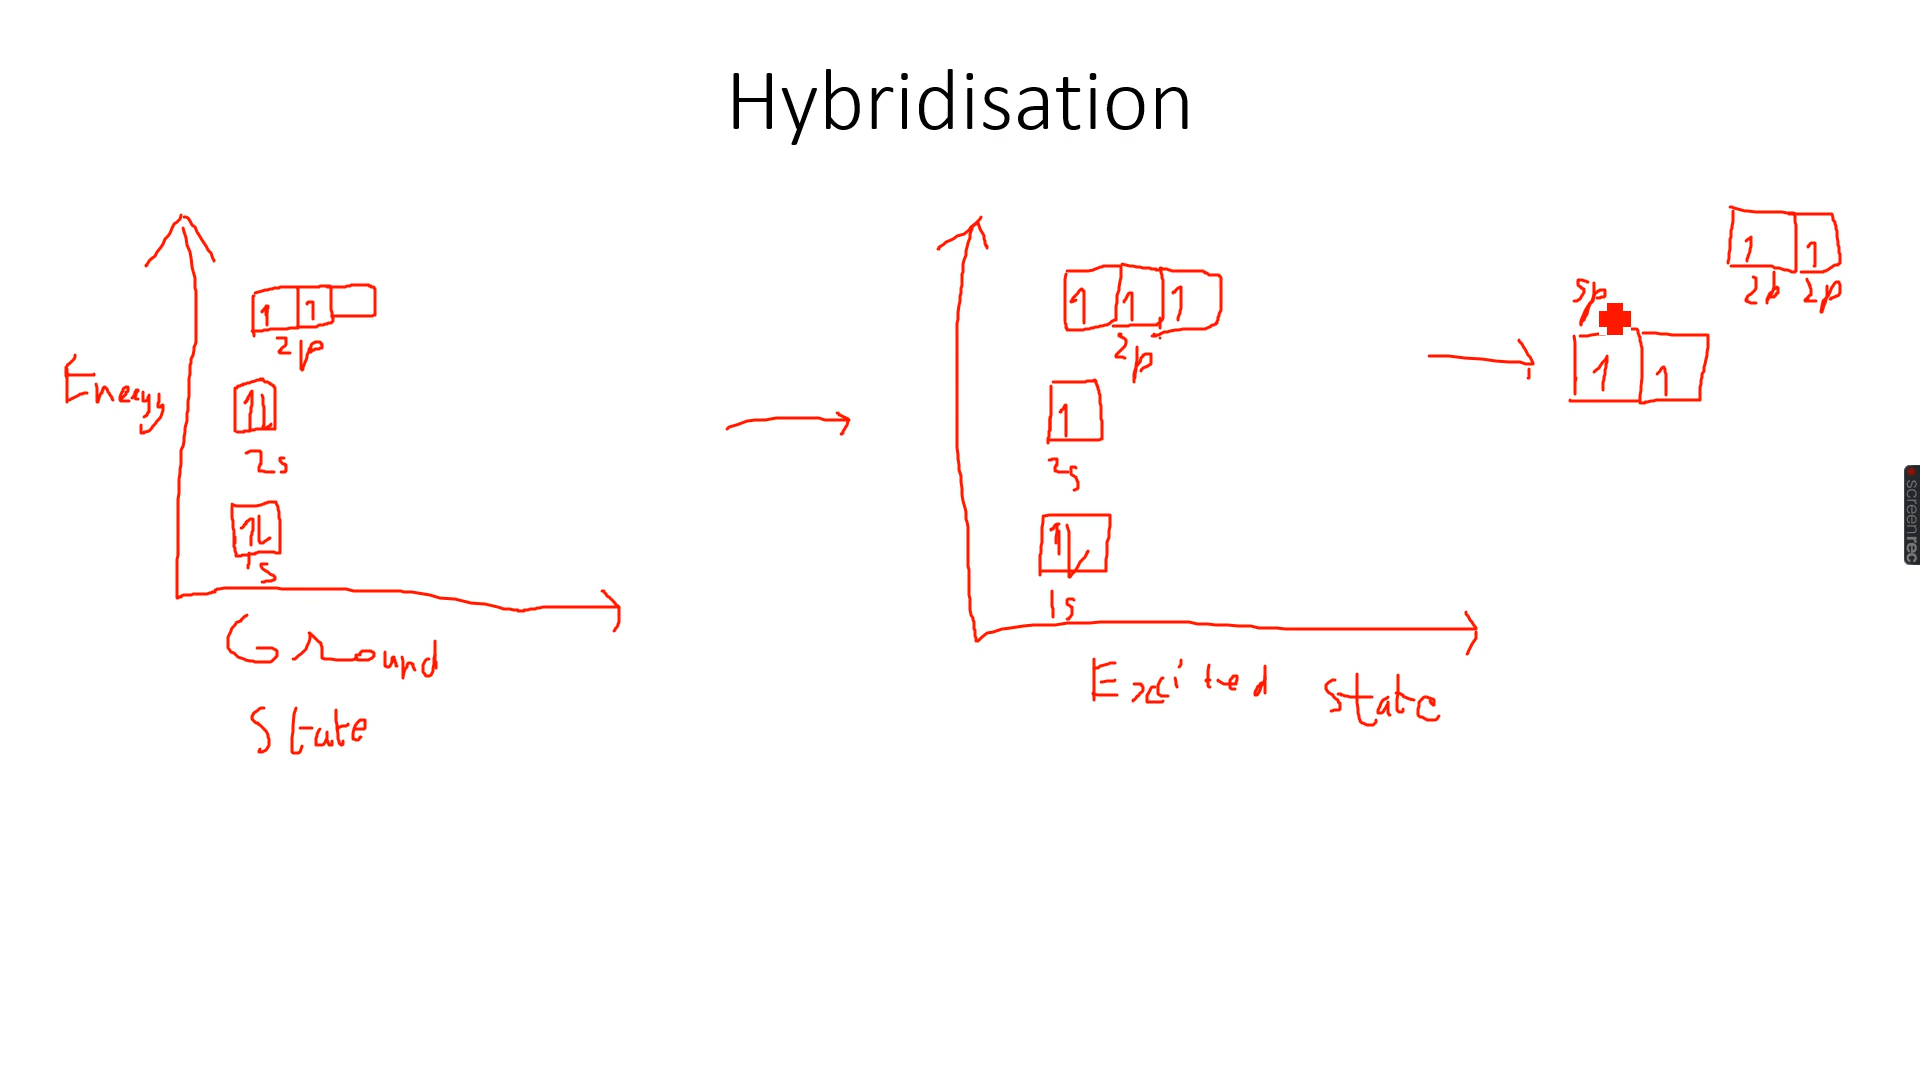 Hybridisation
Energy
2p
2s
1s
Ground
State
2p
2s
1s
Excited state
sp
2p 2p
screenrec